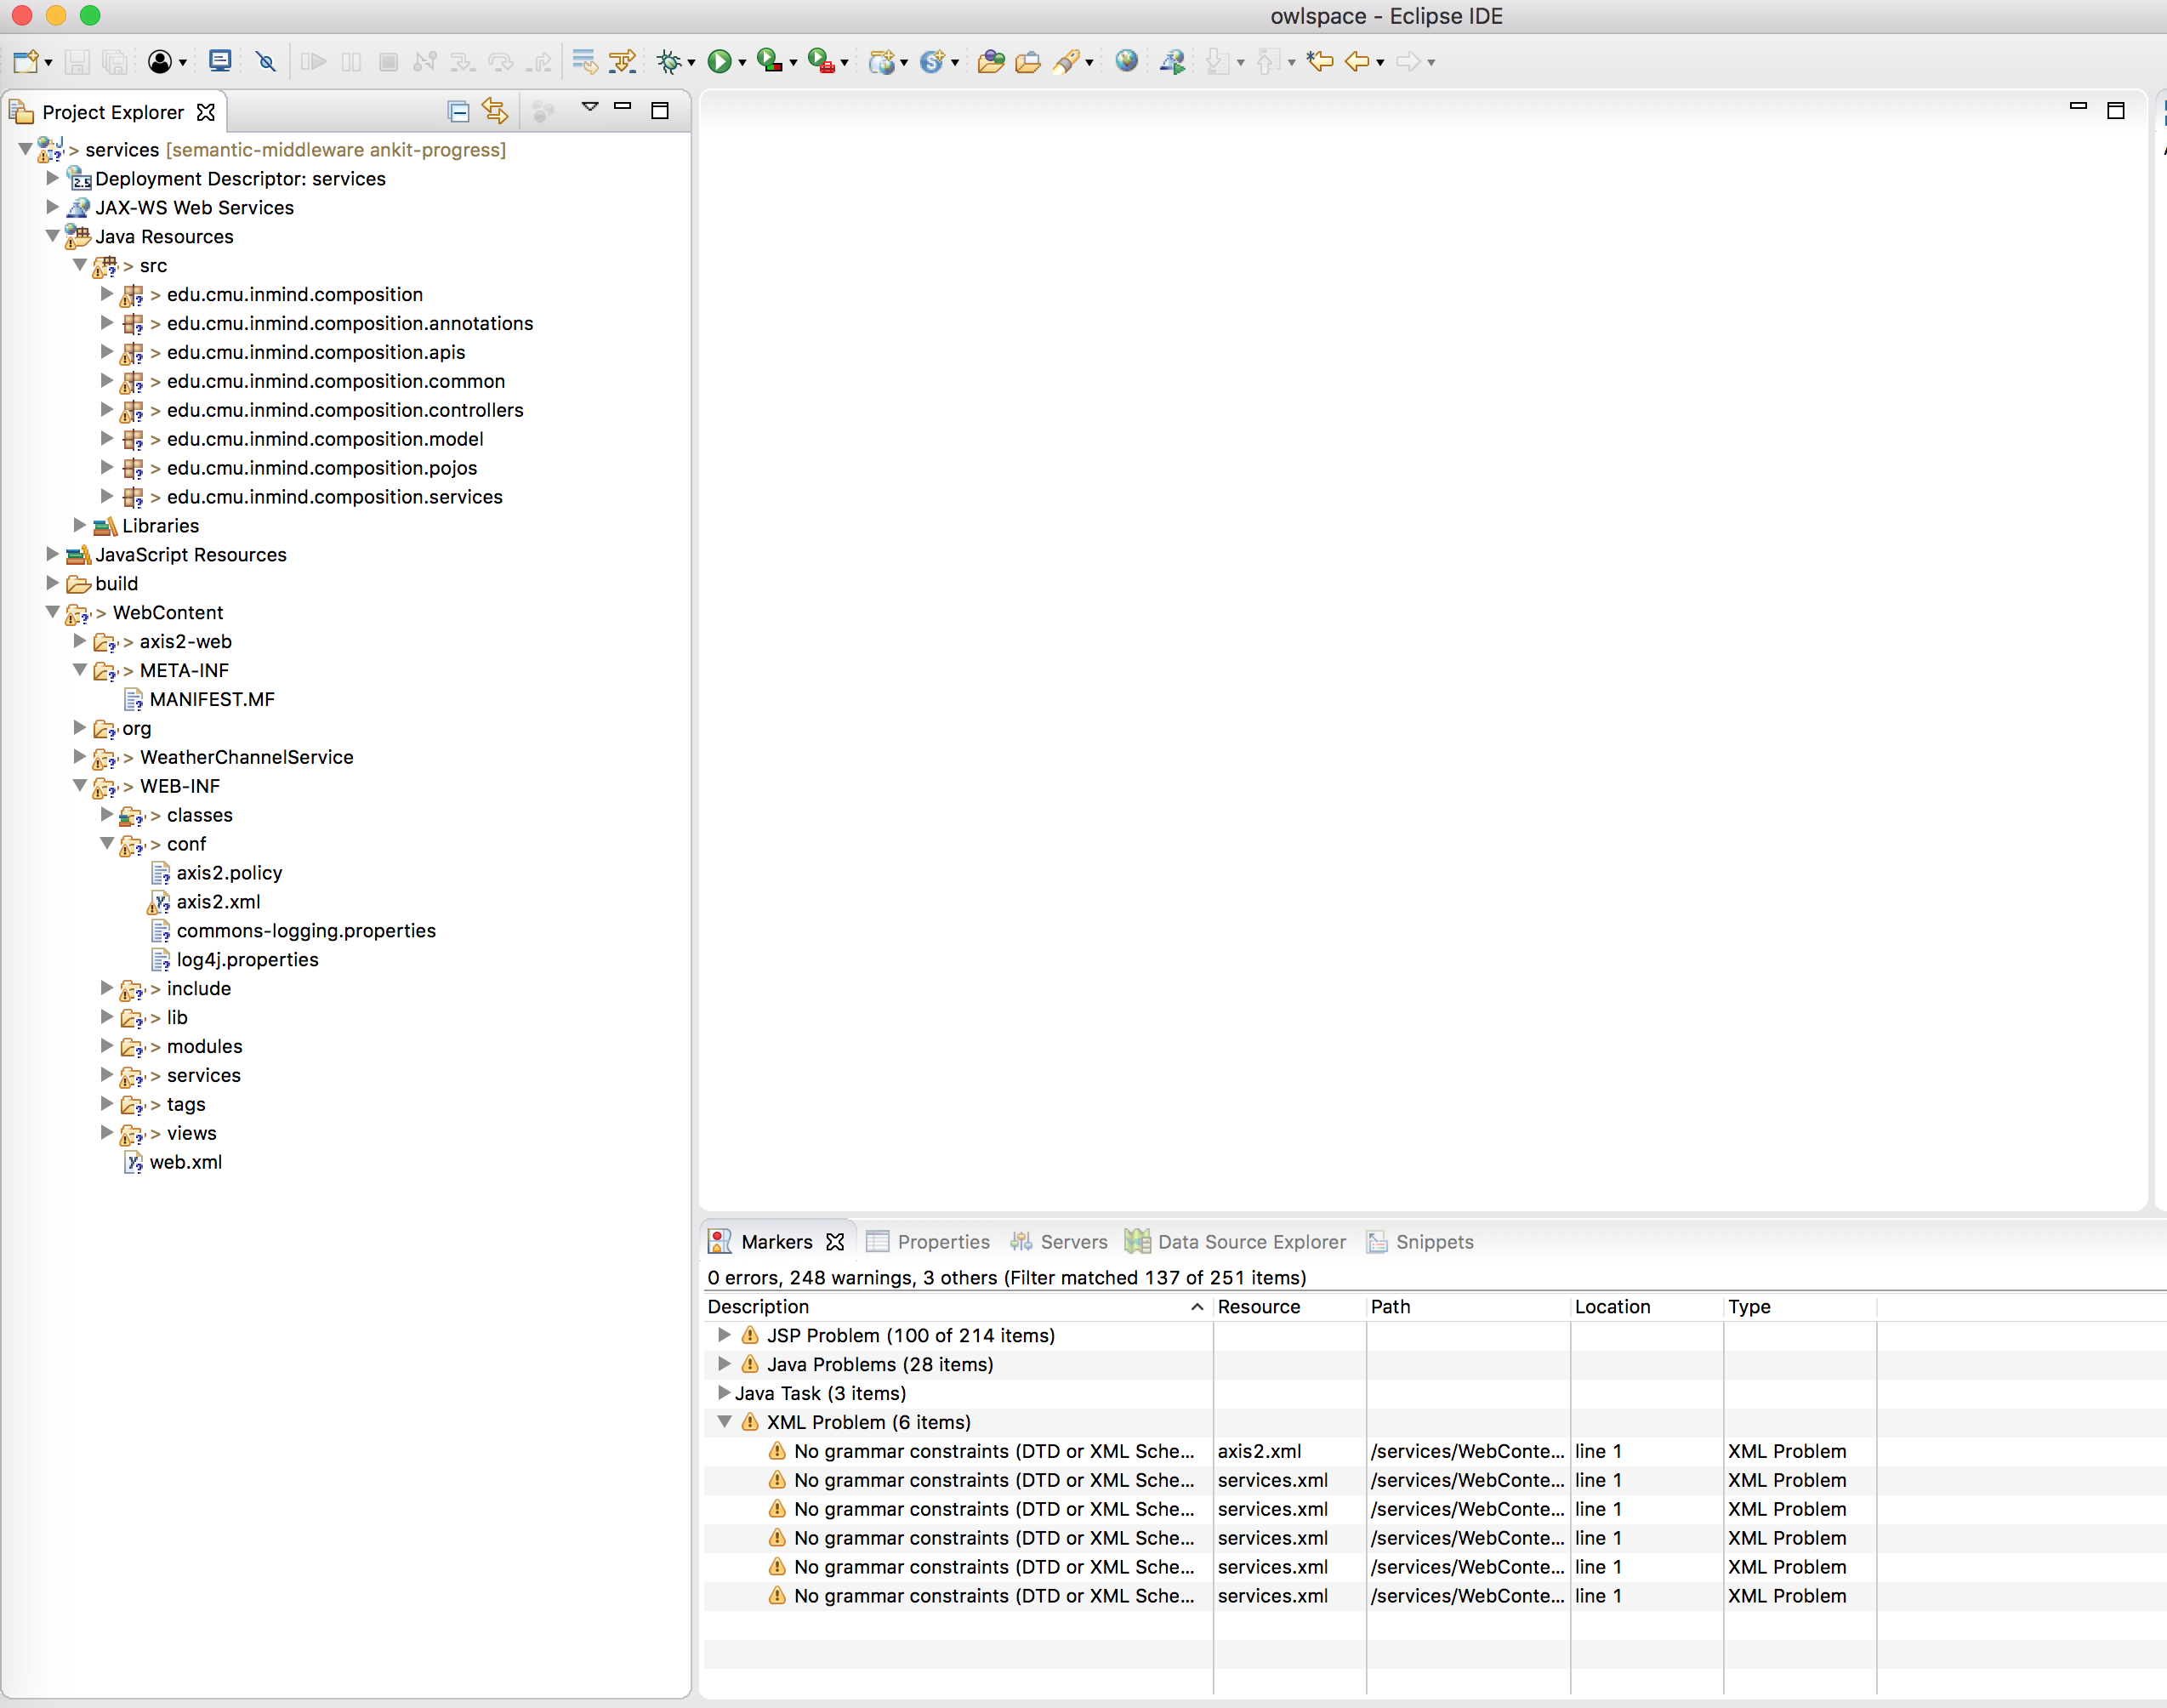 owlspace - Eclipse IDE
Project Explorer
> services [semantic-middleware ankit-progress]
2.5 Deployment Descriptor: services
JAX-WS Web Services
Java Resources
> src
> edu.cmu.inmind.composition
> edu.cmu.inmind.composition.annotations
> edu.cmu.inmind.composition.apis
> edu.cmu.inmind.composition.common
> edu.cmu.inmind.composition.controllers
> edu.cmu.inmind.composition.model
> edu.cmu.inmind.composition.pojos
> edu.cmu.inmind.composition.services
Libraries
JavaScript Resources
build
> WebContent
> axis2-web
> META-INF
MANIFEST.MF
org
> WeatherChannelService
> WEB-INF
> classes
> conf
axis2.policy
axis2.xml
commons-logging.properties
log4j.properties
> include
> lib
> modules
> services
> tags
> views
web.xml
Markers Properties Servers Data Source Explorer Snippets
0 errors, 248 warnings, 3 others (Filter matched 137 of 251 items)
Description Resource Path Location Type
JSP Problem (100 of 214 items)
Java Problems (28 items)
Java Task (3 items)
XML Problem (6 items)
No grammar constraints (DTD or XML Sche... axis2.xml /services/WebConte... line 1 XML Problem
No grammar constraints (DTD or XML Sche... services.xml /services/WebConte... line 1 XML Problem
No grammar constraints (DTD or XML Sche... services.xml /services/WebConte... line 1 XML Problem
No grammar constraints (DTD or XML Sche... services.xml /services/WebConte... line 1 XML Problem
No grammar constraints (DTD or XML Sche... services.xml /services/WebConte... line 1 XML Problem
No grammar constraints (DTD or XML Sche... services.xml /services/WebConte... line 1 XML Problem